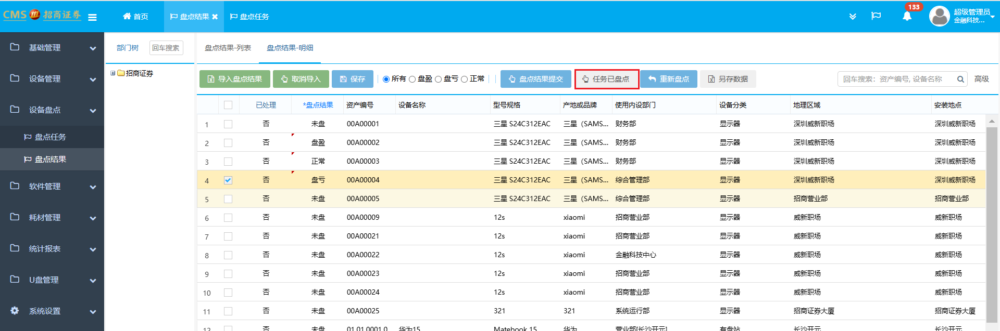 CMS 招商证券
首页
盘点结果
盘点任务
133
超级管理员
金融科技...
基础管理
设备管理
设备盘点
盘点任务
盘点结果
软件管理
耗材管理
统计报表
U盘管理
系统设置
部门树 回车搜索
招商证券
盘点结果-列表 盘点结果-明细
导入盘点结果 取消导入 保存 所有 盘盈 盘亏 正常 盘点结果提交 任务已盘点 重新盘点 另存数据 回车搜索：资产编号, 设备名称 高级
已处理 *盘点结果 资产编号 设备名称 型号规格 产地或品牌 使用内设部门 设备分类 地理区域 安装地点
1 否 未盘 00A00001 三星 S24C312EAC 三星（SAMS... 财务部 显示器 深圳威新职场 深圳威新职场
2 否 盘盈 00A00002 三星 S24C312EAC 三星（SAMS... 财务部 显示器 深圳威新职场 深圳威新职场
3 否 正常 00A00003 三星 S24C312EAC 三星（SAMS... 财务部 显示器 深圳威新职场 深圳威新职场
4 否 盘亏 00A00004 三星 S24C312EAC 三星（SAMS... 综合管理部 显示器 深圳威新职场 深圳威新职场
5 否 未盘 00A00005 三星 S24C312EAC 三星（SAMS... 综合管理部 显示器 招商营业部 招商营业部
6 否 未盘 00A00009 12s xiaomi 招商营业部 显示器 威新职场 威新职场
7 否 未盘 00A00021 12s xiaomi 招商营业部 显示器 威新职场 威新职场
8 否 未盘 00A00022 12s xiaomi 金融科技中心 显示器 威新职场 威新职场
9 否 未盘 00A00023 12s xiaomi 招商营业部 显示器 威新职场 威新职场
10 否 未盘 00A00024 12s xiaomi 招商营业部 显示器 威新职场 威新职场
11 否 未盘 00A00025 321 321 系统运行部 显示器 招商证券大厦 招商证券大厦
12 否 未盘 01.01.0001.0 华为15 Matebook 15 华为 营业部[长沙开元] 有盘站 长沙开元 长沙开元